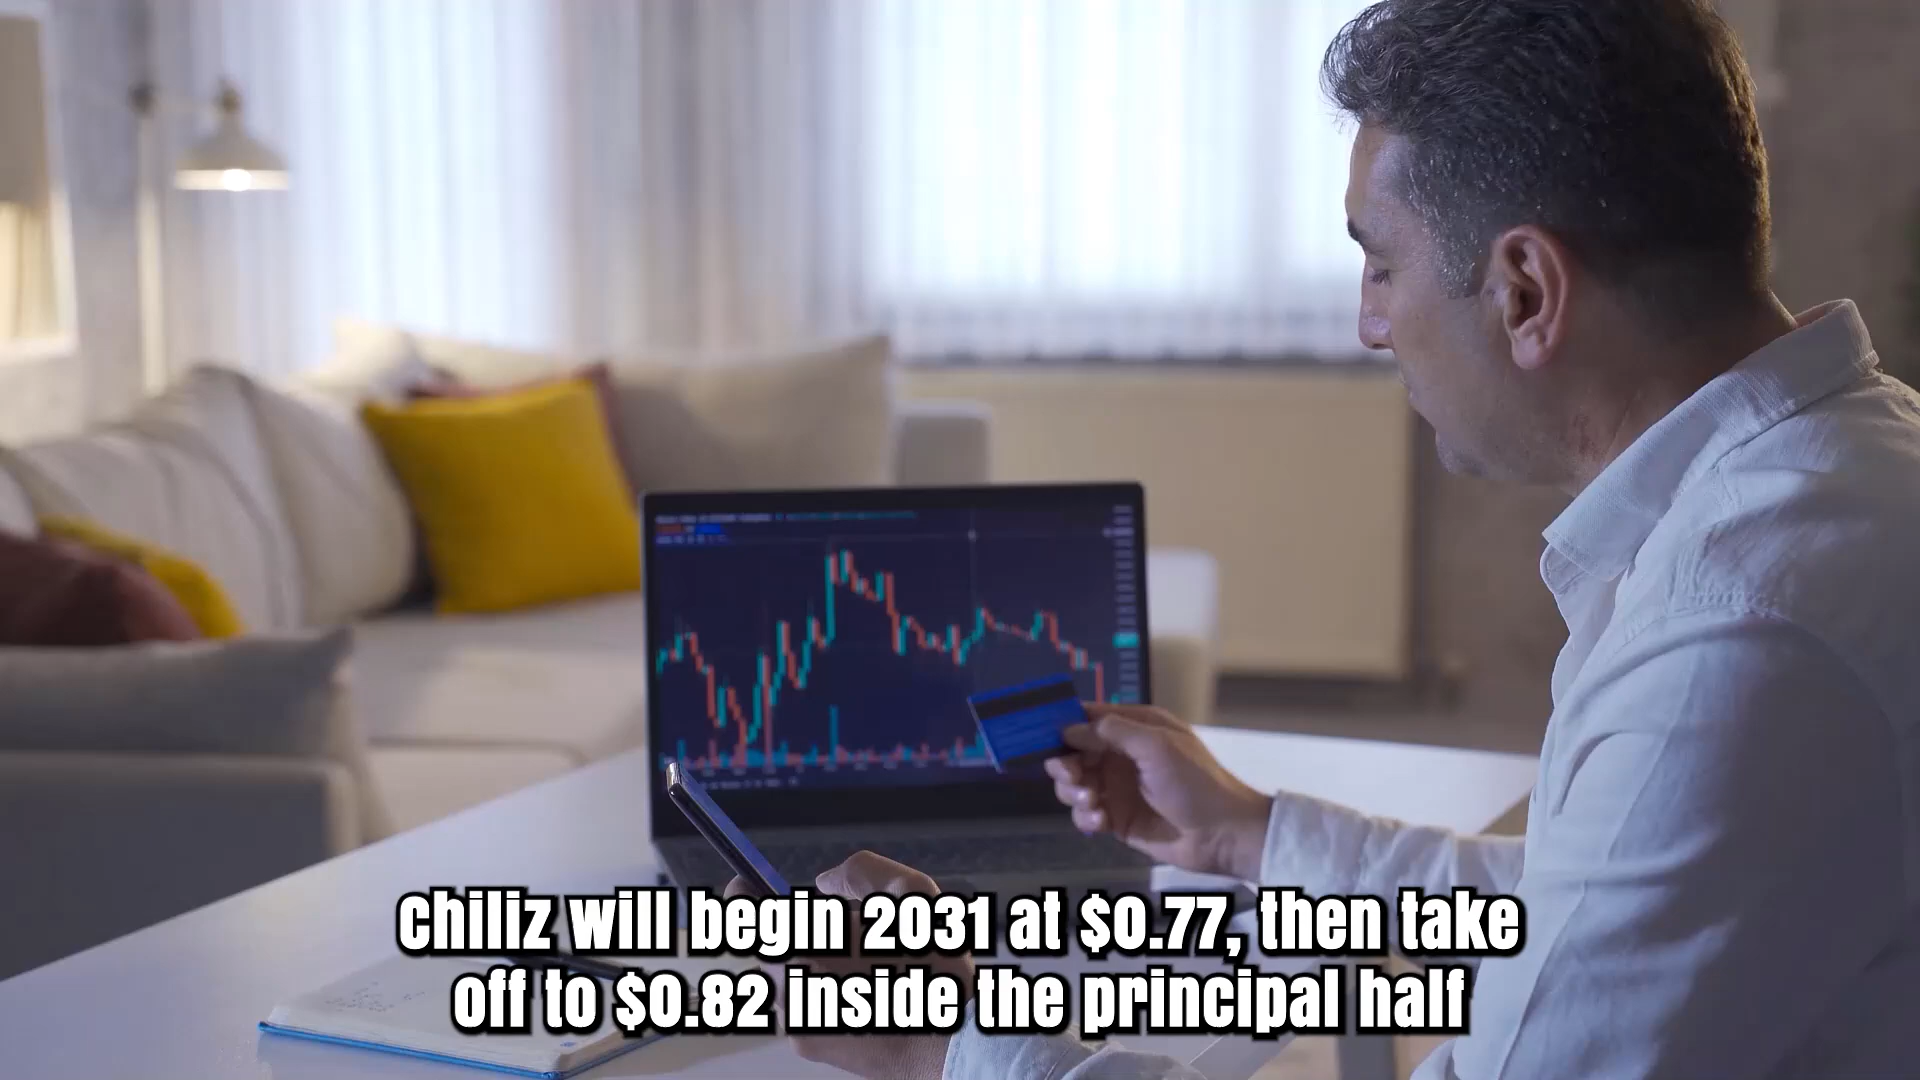 Chiliz will begin 2031 at $0.77, then take
off to $0.82 inside the principal half